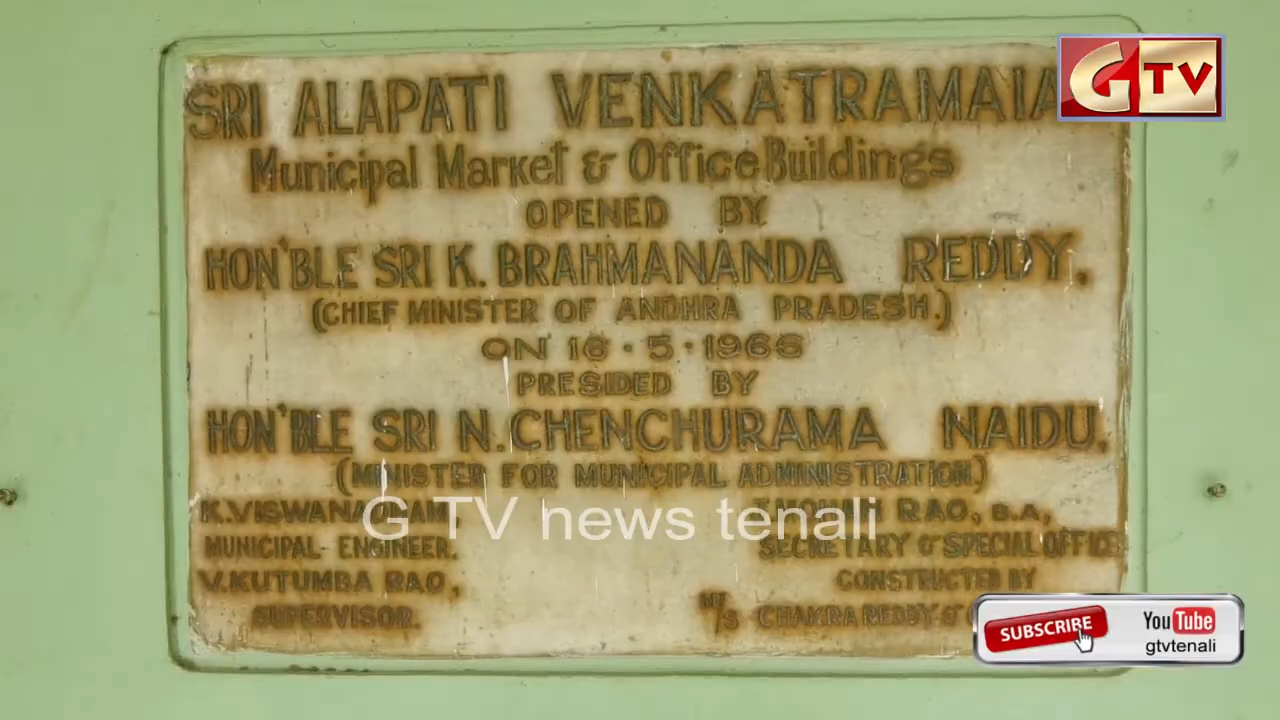 SRI ALAPATI VENKATRAMAIA
GTV
Municipal Market & Office Buildings
OPENED BY
HON'BLE SRI K. BRAHMANANDA REDDY.
(CHIEF MINISTER OF ANDHRA PRADESH.)
ON 16·5·1966
PRESIDED BY
HON'BLE SRI N. CHENCHURAMA NAIDU.
(MINISTER FOR MUNICIPAL ADMINISTRATION)
G TV news tenali
K. VISWANADHAM
MUNICIPAL- ENGINEER.
V. KUTUMBA RAO,
SUPERVISOR.
RAO, B.A.,
SECRETARY & SPECIAL OFFICE
CONSTRUCTED BY
M/S CHAKRA REDDY &
SUBSCRIBE
YouTube
gtvtenali